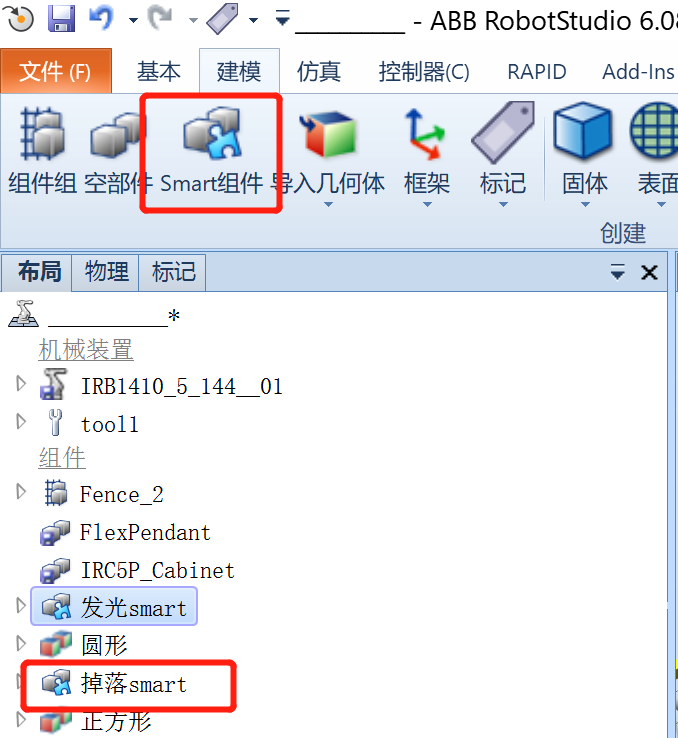 __________ - ABB RobotStudio 6.08
文件 (F) 基本 建模 仿真 控制器(C) RAPID Add-Ins
组件组 空部件 Smart组件 导入几何体 框架 标记 固体 表面
创建
布局 物理 标记
___________*
机械装置
IRB1410_5_144__01
tool1
组件
Fence_2
FlexPendant
IRC5P_Cabinet
发光smart
圆形
掉落smart
正方形